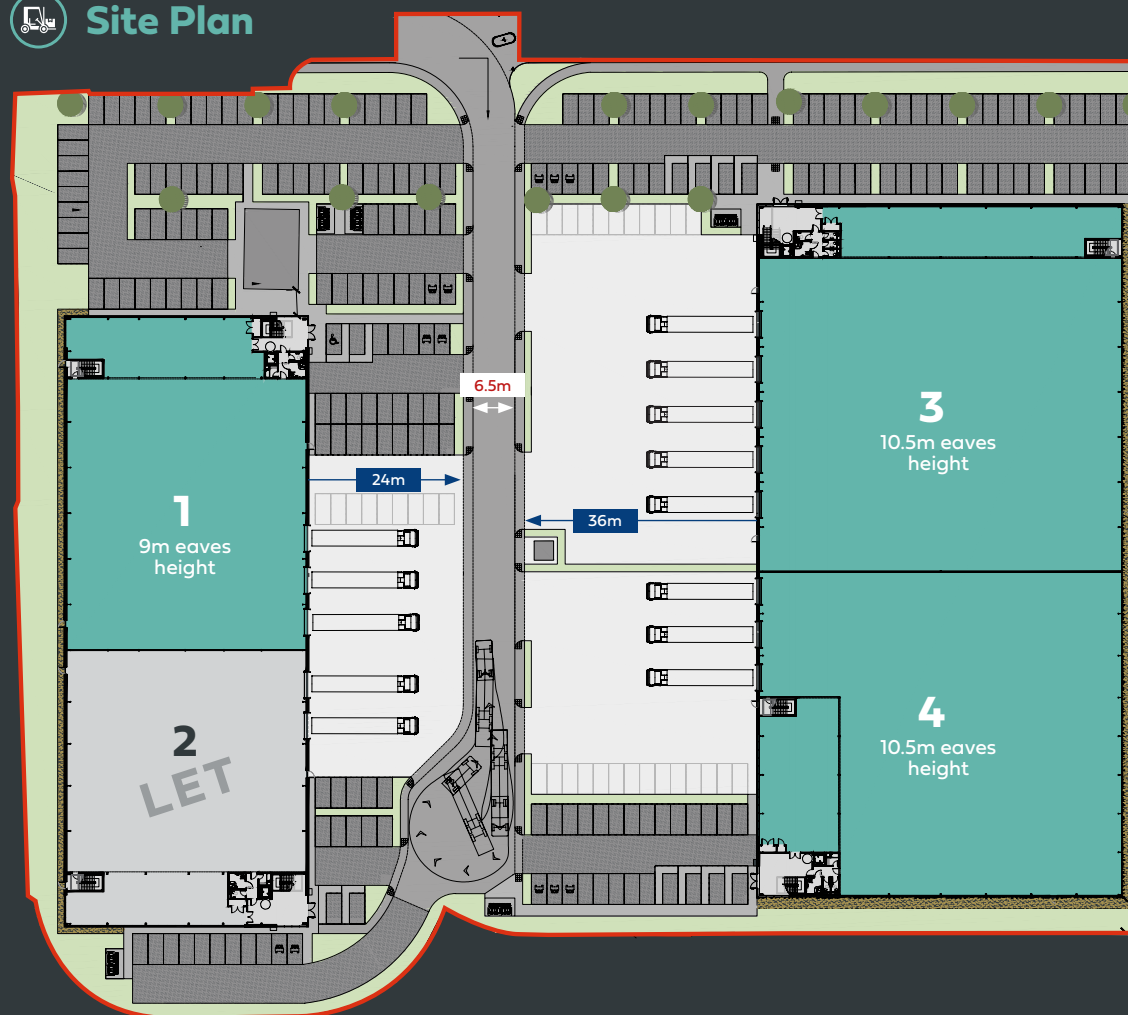 Site Plan
6.5m
24m
36m
1
9m eaves
height
2
LET
3
10.5m eaves
height
4
10.5m eaves
height